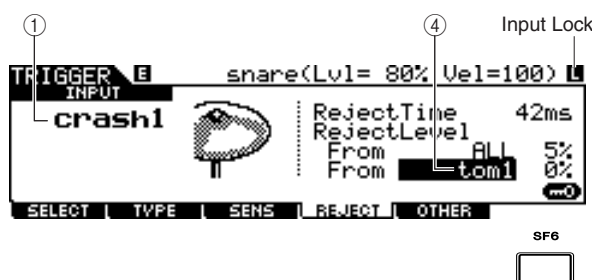 ① ④ Input Lock
TRIGGER E snare(Lvl= 80% Vel=100) L
INPUT
crash1
RejectTime 42ms
RejectLevel
From ALL 5%
From tom1 0%
SELECT TYPE SENS REJECT OTHER
SF6